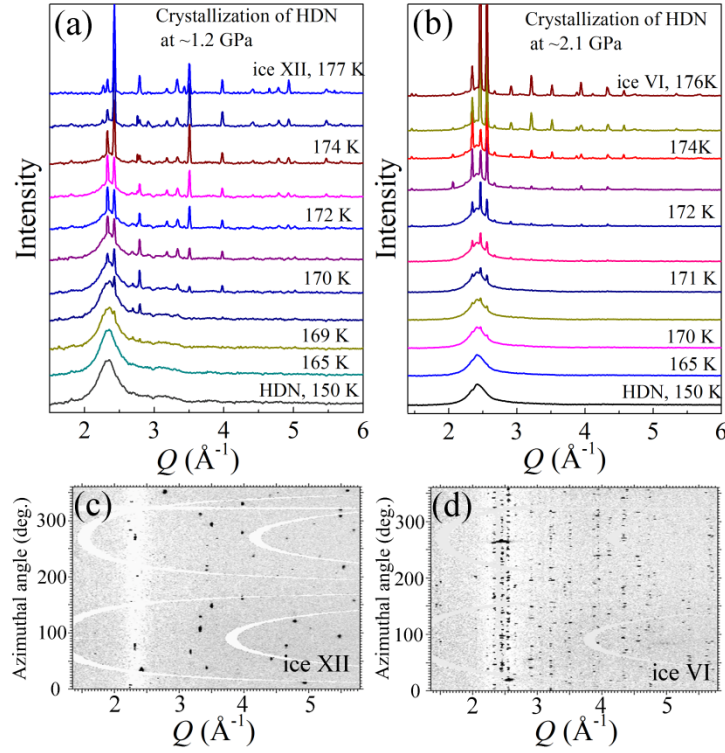 (a)
Crystallization of HDN
at ~1.2 GPa
ice XII, 177 K
174 K
172 K
170 K
169 K
165 K
HDN, 150 K
Intensity
2 3 4 5 6
Q (Å⁻¹)
(b)
Crystallization of HDN
at ~2.1 GPa
ice VI, 176K
174K
172 K
171 K
170 K
165 K
HDN, 150 K
Intensity
2 3 4 5 6
Q (Å⁻¹)
(c)
Azimuthal angle (deg.)
300
200
100
0
ice XII
2 3 4 5
Q (Å⁻¹)
(d)
Azimuthal angle (deg.)
300
200
100
0
ice VI
2 3 4 5
Q (Å⁻¹)